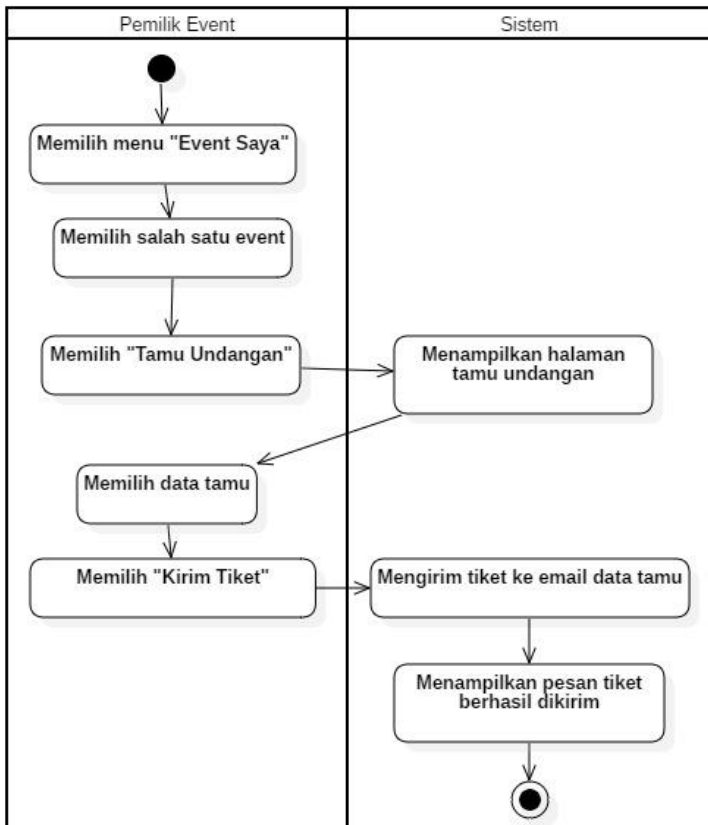 Pemilik Event
Sistem
Memilih menu "Event Saya"
Memilih salah satu event
Memilih "Tamu Undangan"
Menampilkan halaman
tamu undangan
Memilih data tamu
Memilih "Kirim Tiket"
Mengirim tiket ke email data tamu
Menampilkan pesan tiket
berhasil dikirim